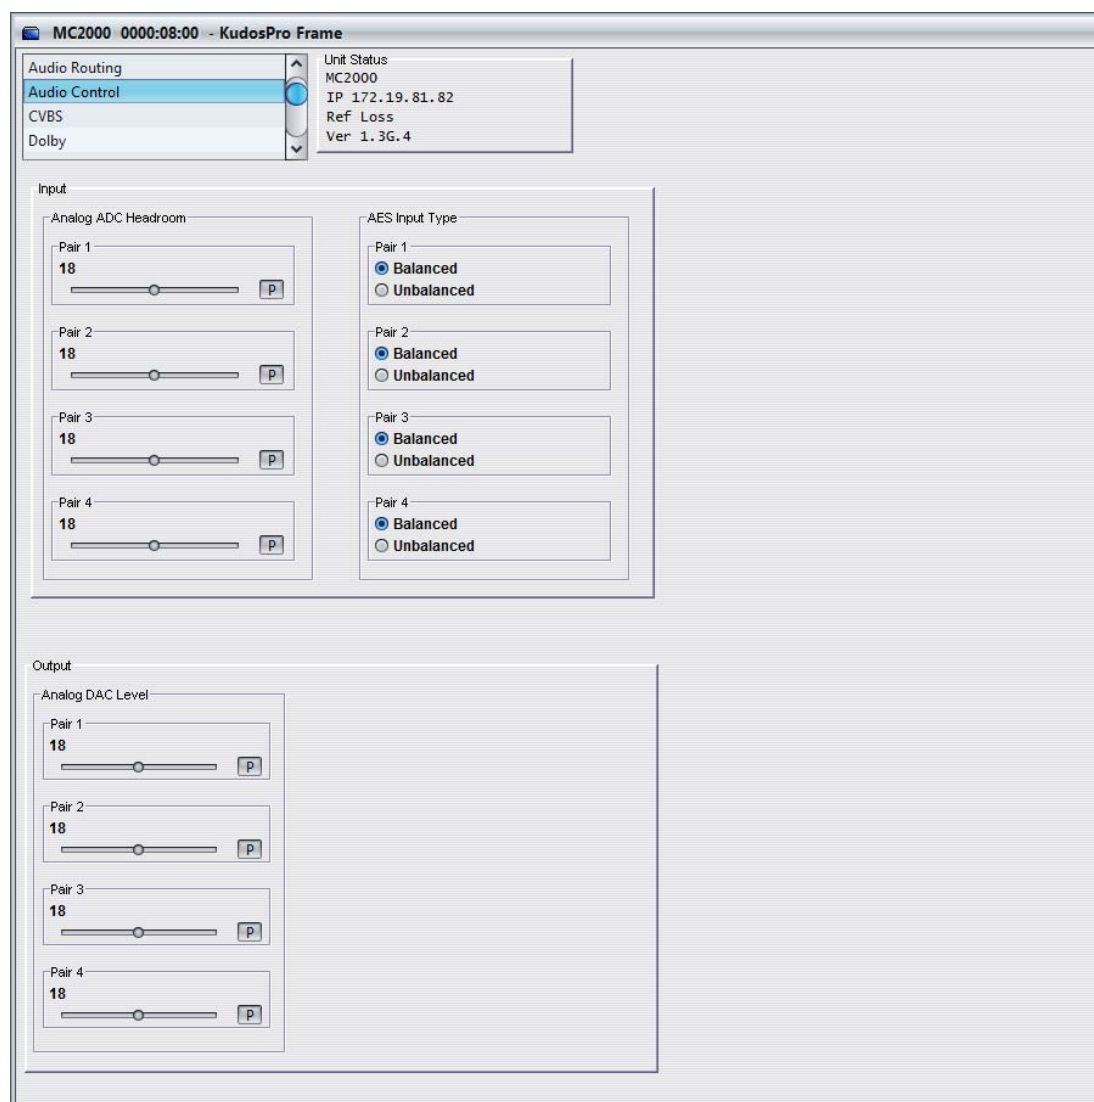 MC2000 0000:08:00 - KudosPro Frame
Audio Routing
Audio Control
CVBS
Dolby
Unit Status
MC2000
IP 172.19.81.82
Ref Loss
Ver 1.3G.4
Input
Analog ADC Headroom
Pair 1
18
P
Pair 2
18
P
Pair 3
18
P
Pair 4
18
P
AES Input Type
Pair 1
Balanced
Unbalanced
Pair 2
Balanced
Unbalanced
Pair 3
Balanced
Unbalanced
Pair 4
Balanced
Unbalanced
Output
Analog DAC Level
Pair 1
18
P
Pair 2
18
P
Pair 3
18
P
Pair 4
18
P